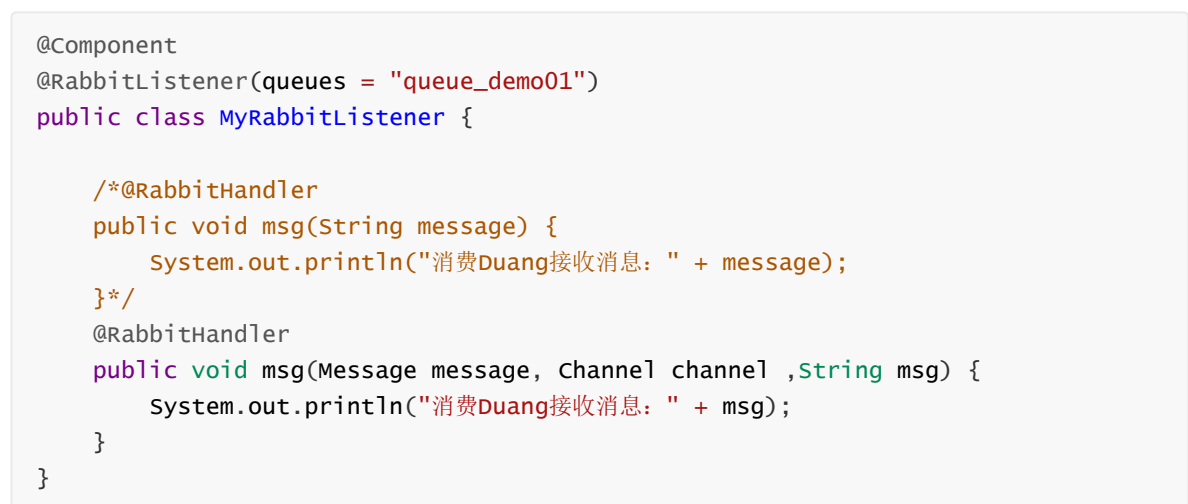 @Component
@RabbitListener(queues = "queue_demo01")
public class MyRabbitListener {
/*@RabbitHandler
public void msg(String message) {
System.out.println("消费Duang接收消息：" + message);
}*/
@RabbitHandler
public void msg(Message message, Channel channel ,String msg) {
System.out.println("消费Duang接收消息：" + msg);
}
}